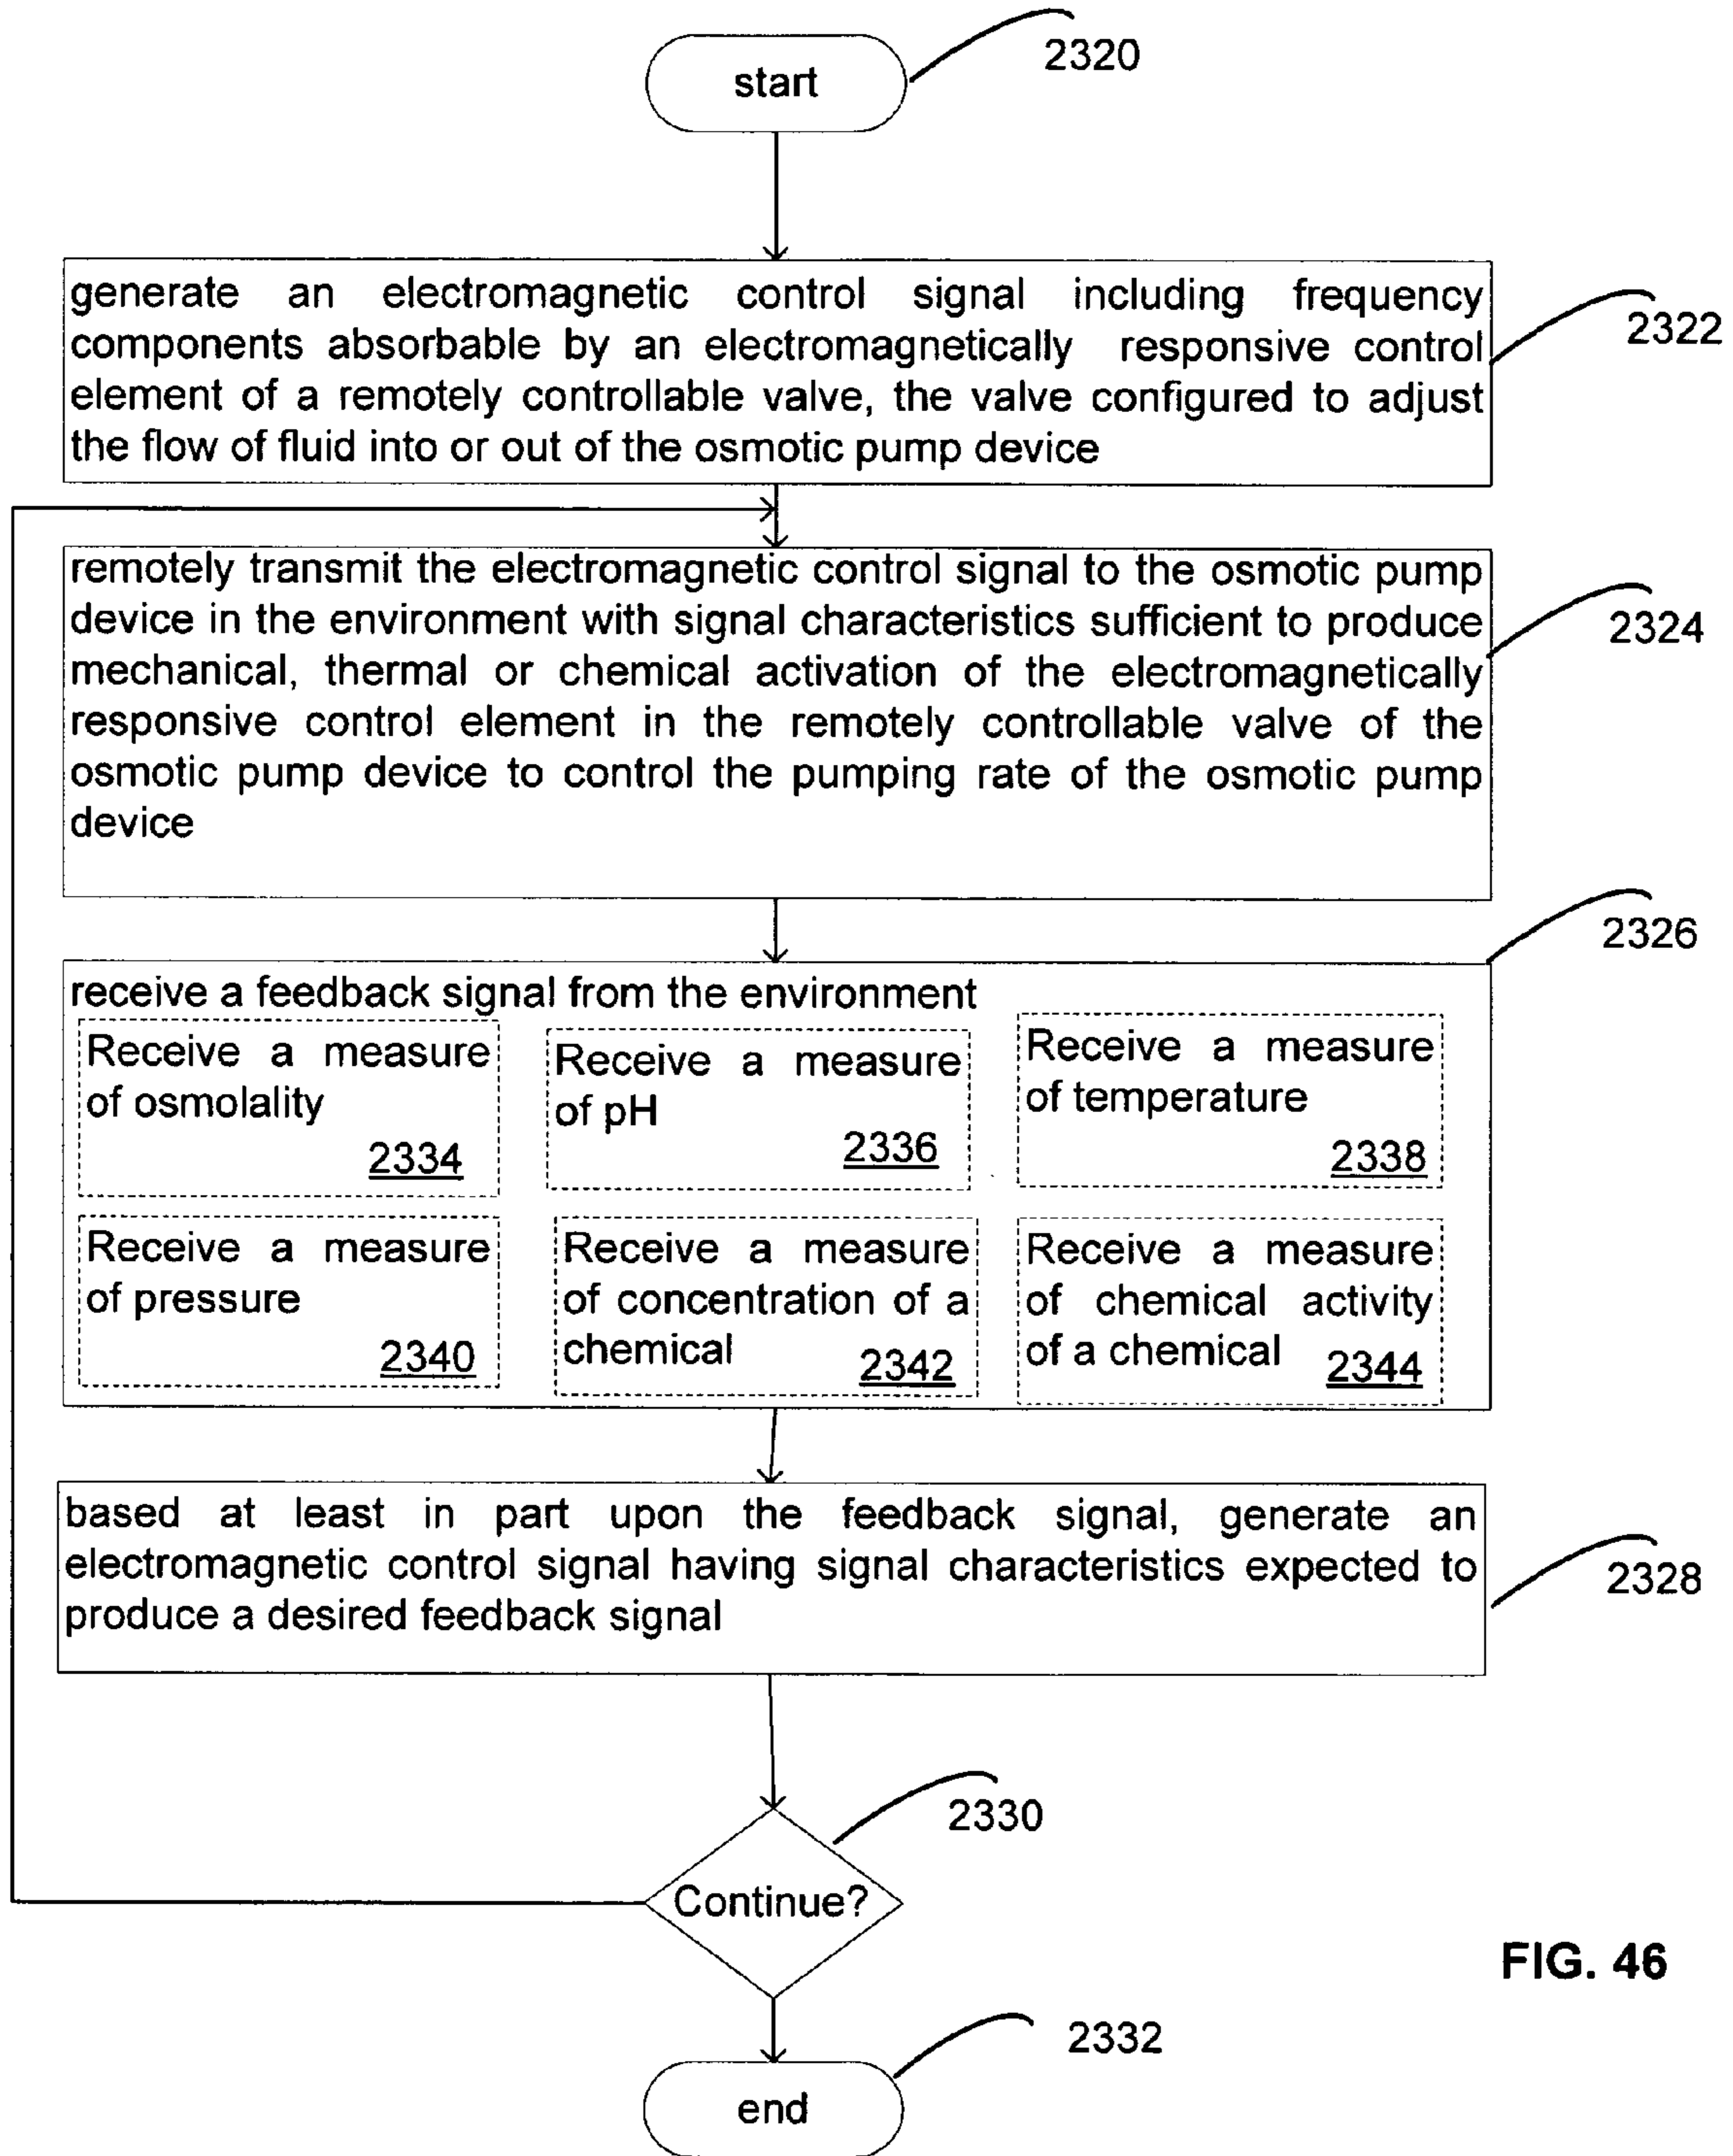 start
2320
generate an electromagnetic control signal including frequency
components absorbable by an electromagnetically responsive control
element of a remotely controllable valve, the valve configured to adjust
the flow of fluid into or out of the osmotic pump device
2322
remotely transmit the electromagnetic control signal to the osmotic pump
device in the environment with signal characteristics sufficient to produce
mechanical, thermal or chemical activation of the electromagnetically
responsive control element in the remotely controllable valve of the
osmotic pump device to control the pumping rate of the osmotic pump
device
2324
2326
receive a feedback signal from the environment
Receive a measure
of osmolality
2334
Receive a measure
of pH
2336
Receive a measure
of temperature
2338
Receive a measure
of pressure
2340
Receive a measure
of concentration of a
chemical
2342
Receive a measure
of chemical activity
of a chemical
2344
based at least in part upon the feedback signal, generate an
electromagnetic control signal having signal characteristics expected to
produce a desired feedback signal
2328
2330
Continue?
FIG. 46
2332
end